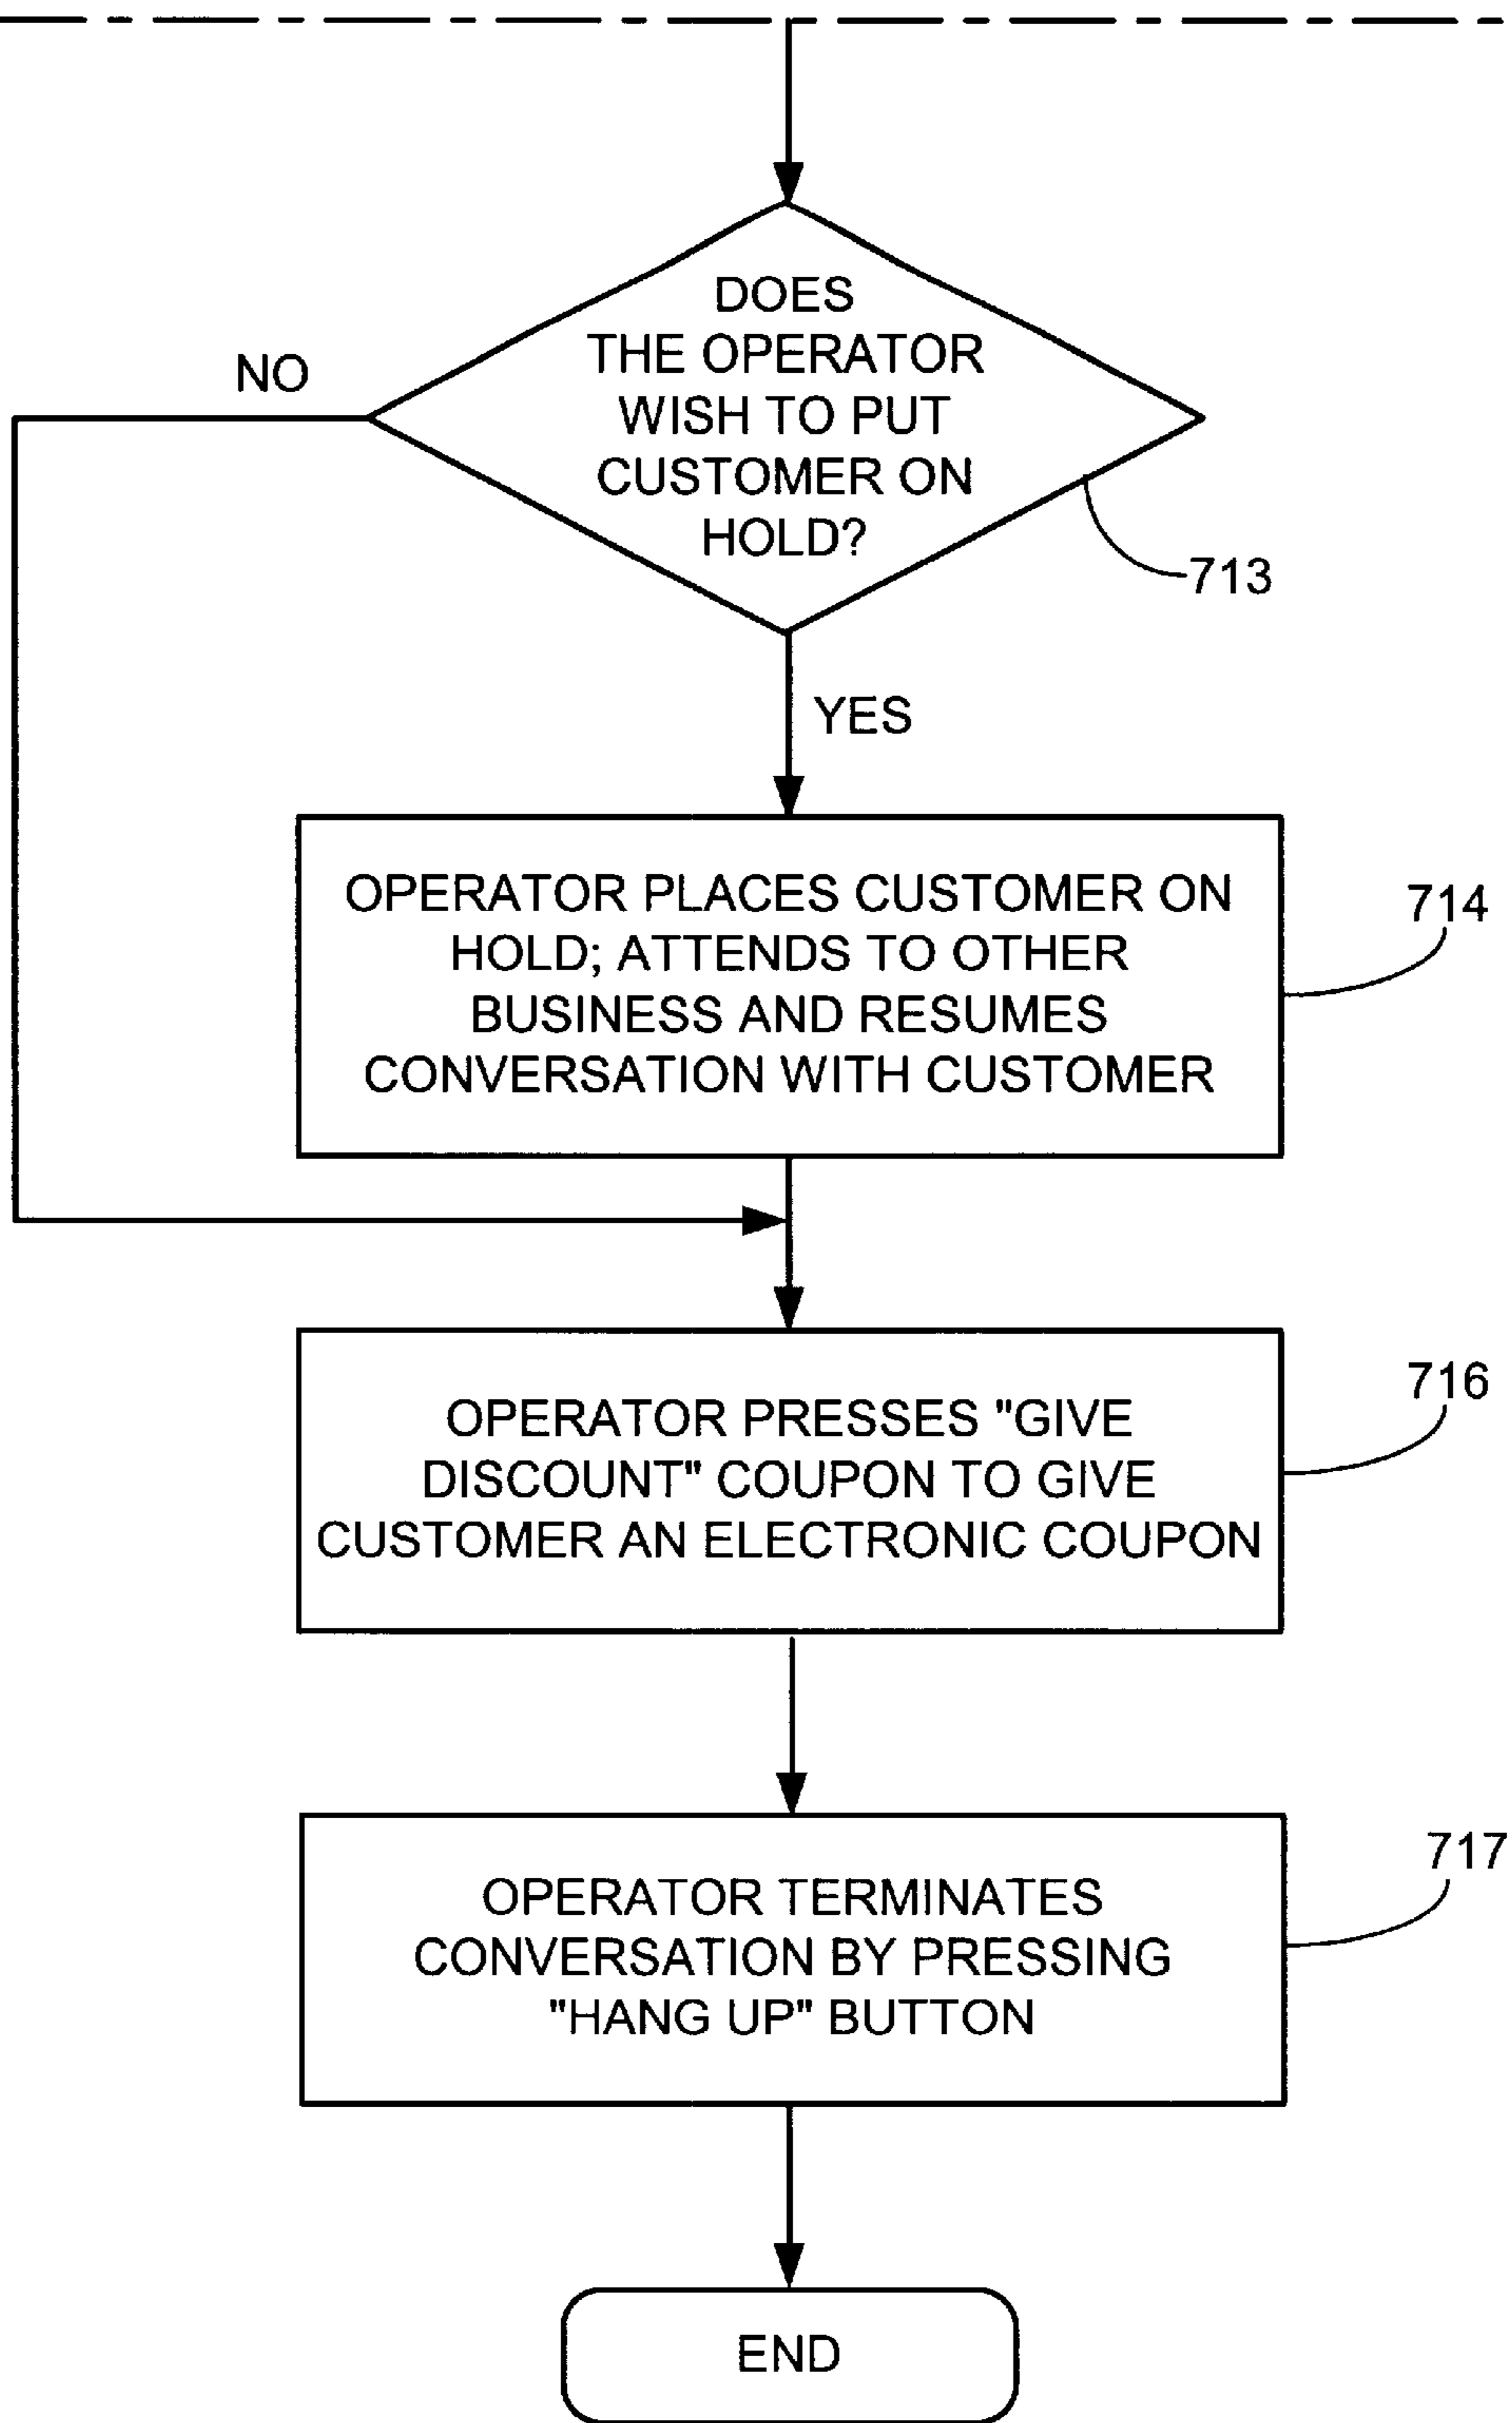 DOES
THE OPERATOR
WISH TO PUT
CUSTOMER ON
HOLD?
NO
713
YES
OPERATOR PLACES CUSTOMER ON
HOLD; ATTENDS TO OTHER
BUSINESS AND RESUMES
CONVERSATION WITH CUSTOMER
714
OPERATOR PRESSES "GIVE
DISCOUNT" COUPON TO GIVE
CUSTOMER AN ELECTRONIC COUPON
716
OPERATOR TERMINATES
CONVERSATION BY PRESSING
"HANG UP" BUTTON
717
END